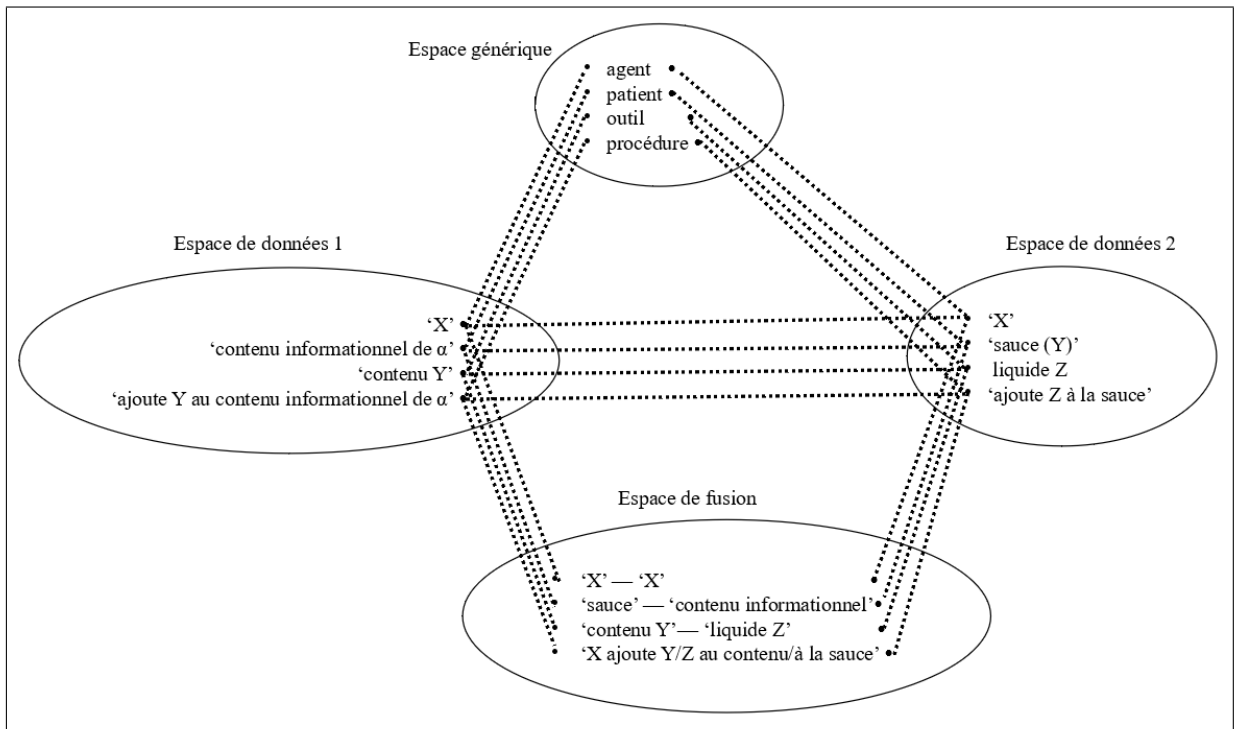 Espace générique
agent
patient
outil
procédure
Espace de données 1
‘X’
‘contenu informationnel de α’
‘contenu Y’
‘ajoute Y au contenu informationnel de α’
Espace de données 2
‘X’
‘sauce (Y)’
liquide Z
‘ajoute Z à la sauce’
Espace de fusion
‘X’ — ‘X’
‘sauce’ — ‘contenu informationnel’
‘contenu Y’— ‘liquide Z’
‘X ajoute Y/Z au contenu/à la sauce’